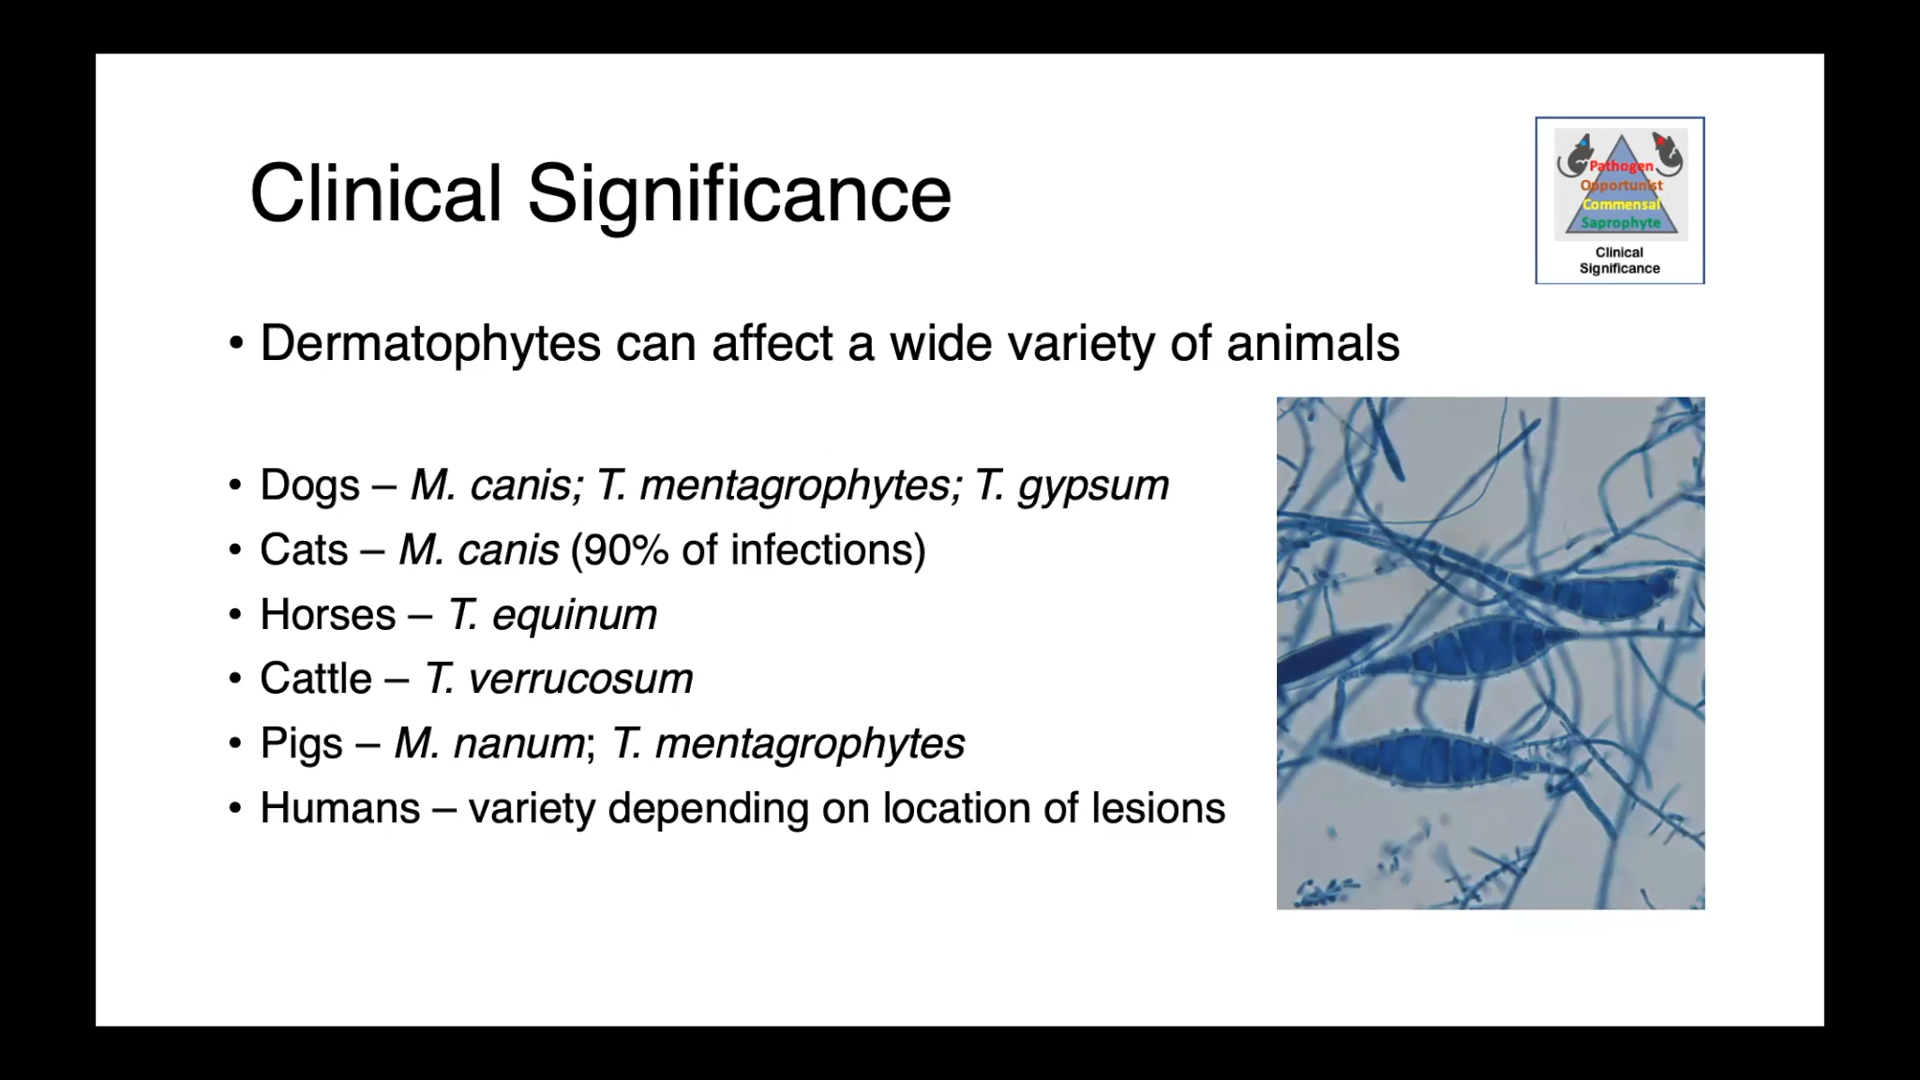 Clinical Significance
Pathogen
Opportunist
Commensal
Saprophyte
Clinical
Significance
• Dermatophytes can affect a wide variety of animals
• Dogs – M. canis; T. mentagrophytes; T. gypsum
• Cats – M. canis (90% of infections)
• Horses – T. equinum
• Cattle – T. verrucosum
• Pigs – M. nanum; T. mentagrophytes
• Humans – variety depending on location of lesions